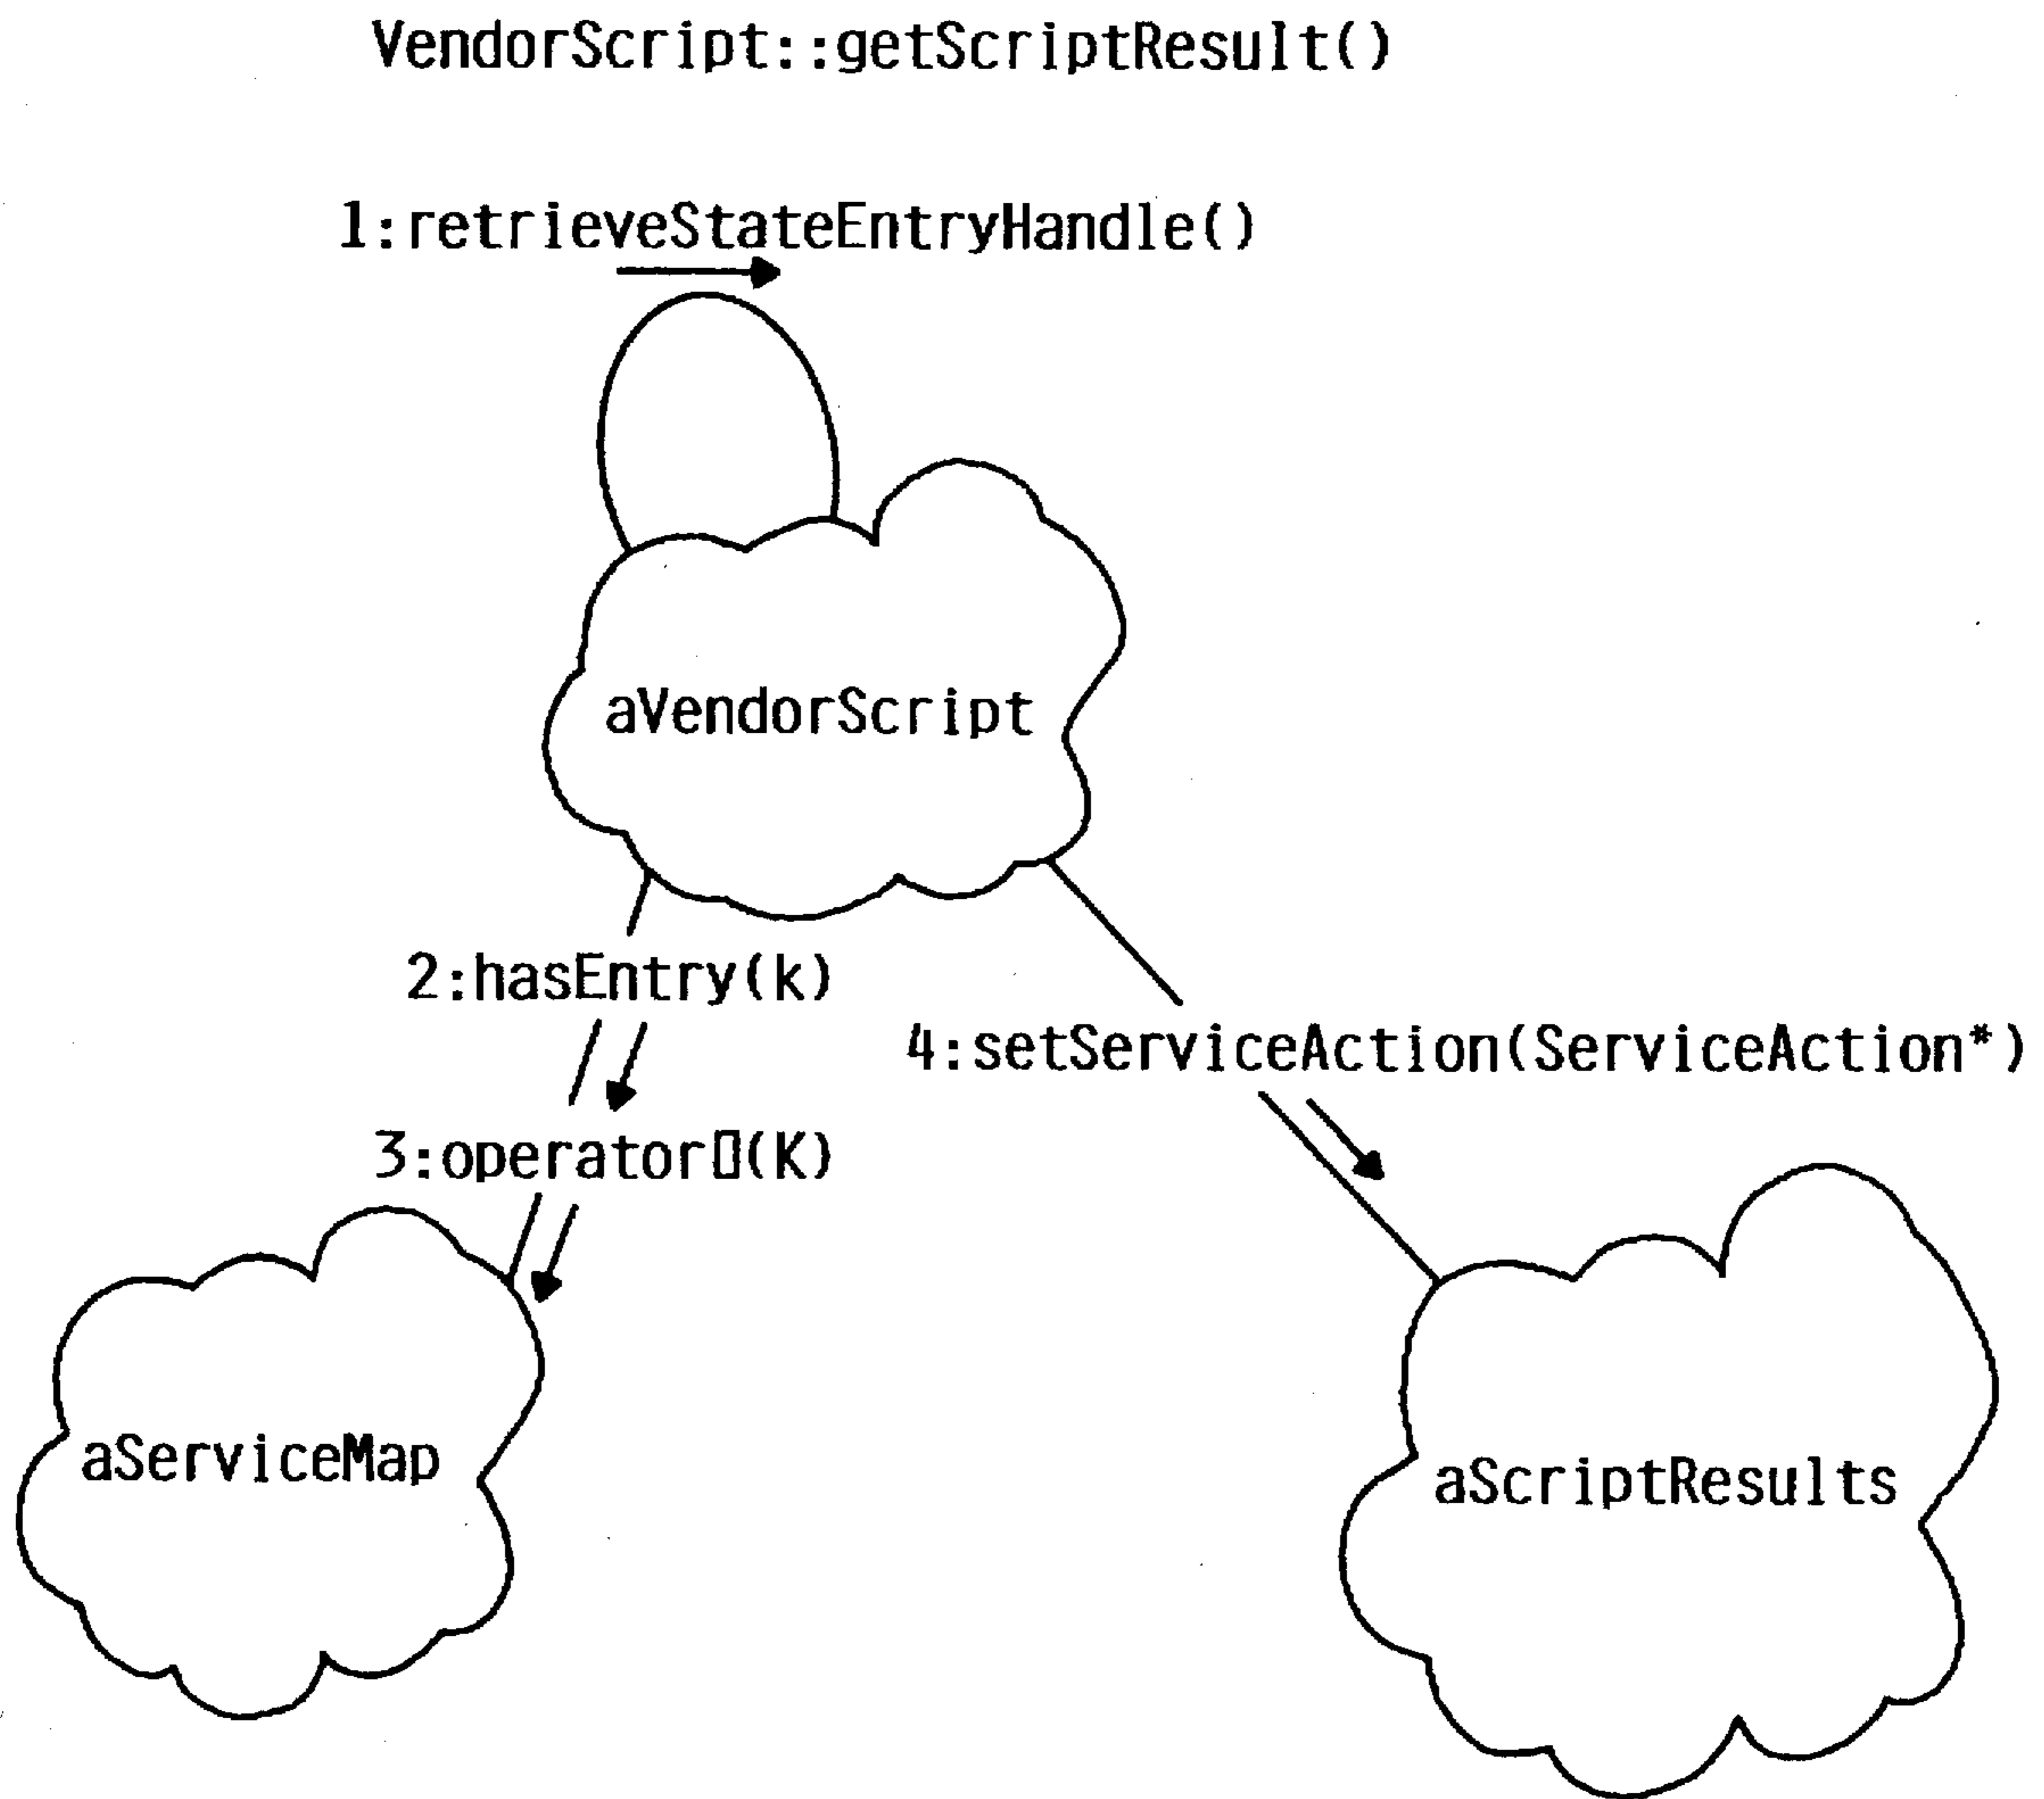 VendorScript::getScriptResult()
1:retrieveStateEntryHandle()
aVendorScript
2:hasEntry(k)
4:setServiceAction(ServiceAction*)
3:operator[](K)
aServiceMap
aScriptResults